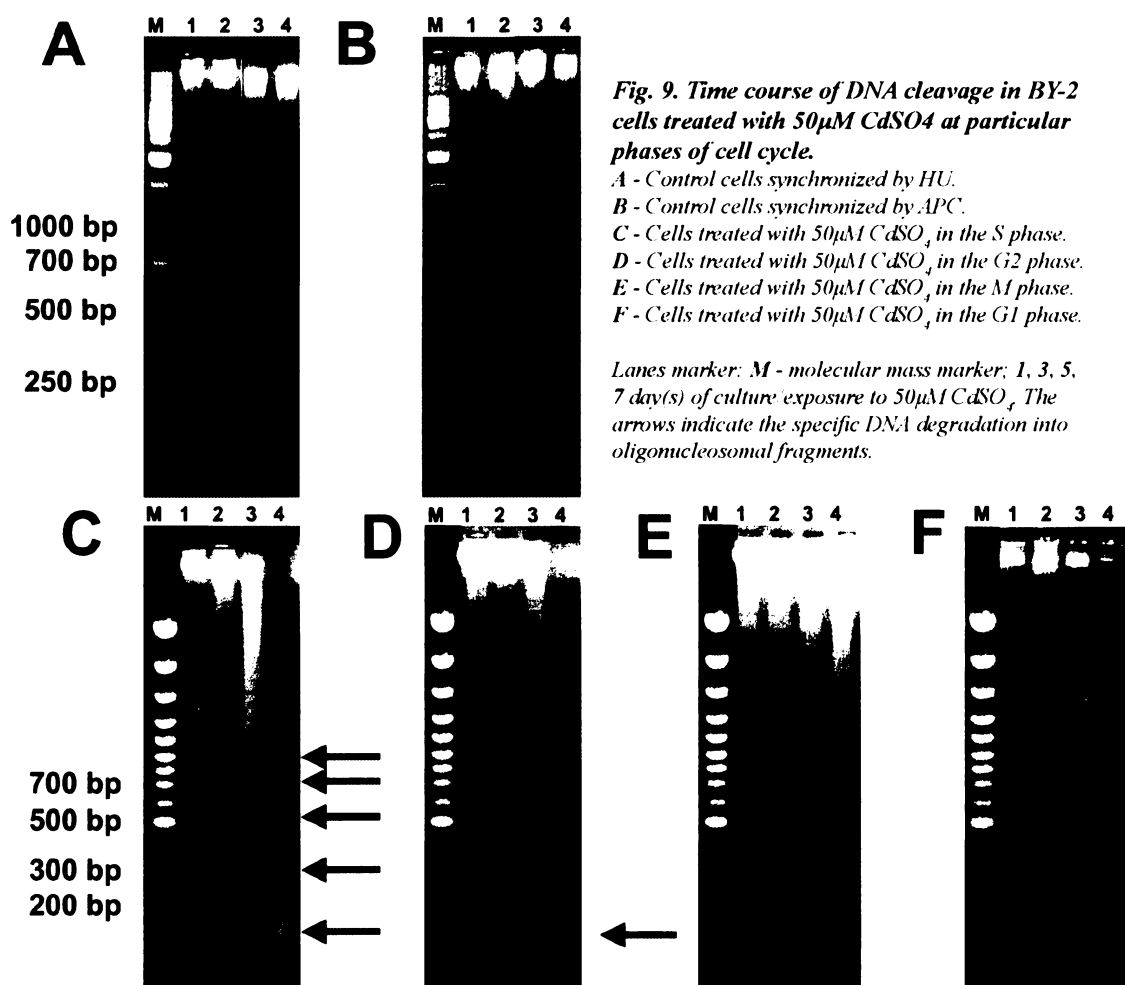 A
M 1 2 3 4
B
M 1 2 3 4
1000 bp
700 bp
500 bp
250 bp
Fig. 9. Time course of DNA cleavage in BY-2
cells treated with 50µM CdSO4 at particular
phases of cell cycle.
A - Control cells synchronized by HU.
B - Control cells synchronized by APC.
C - Cells treated with 50µM CdSO₄ in the S phase.
D - Cells treated with 50µM CdSO₄ in the G2 phase.
E - Cells treated with 50µM CdSO₄ in the M phase.
F - Cells treated with 50µM CdSO₄ in the G1 phase.
Lanes marker: M - molecular mass marker; 1, 3, 5,
7 day(s) of culture exposure to 50µM CdSO₄. The
arrows indicate the specific DNA degradation into
oligonucleosomal fragments.
C
M 1 2 3 4
D
M 1 2 3 4
E
M 1 2 3 4
F
M 1 2 3 4
700 bp
500 bp
300 bp
200 bp